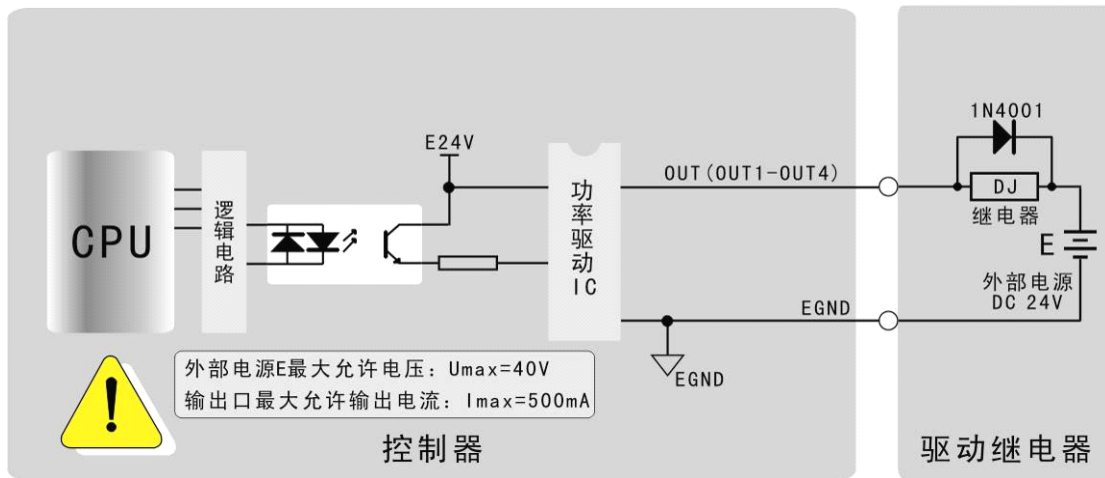 1N4001
E24V
OUT(OUT1-OUT4)
DJ
继电器
CPU
逻辑电路
功率驱动IC
E
外部电源
DC 24V
EGND
EGND
外部电源E最大允许电压: Umax=40V
输出口最大允许输出电流: Imax=500mA
控制器
驱动继电器